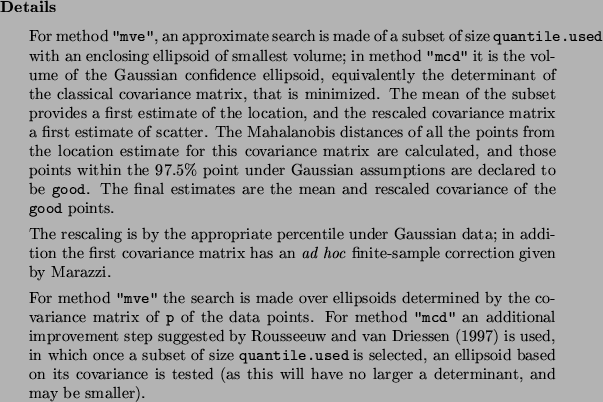 Details
For method "mve", an approximate search is made of a subset of size quantile.used
with an enclosing ellipsoid of smallest volume; in method "mcd" it is the vol-
ume of the Gaussian confidence ellipsoid, equivalently the determinant of
the classical covariance matrix, that is minimized. The mean of the subset
provides a first estimate of the location, and the rescaled covariance matrix
a first estimate of scatter. The Mahalanobis distances of all the points from
the location estimate for this covariance matrix are calculated, and those
points within the 97.5% point under Gaussian assumptions are declared to
be good. The final estimates are the mean and rescaled covariance of the
good points.
The rescaling is by the appropriate percentile under Gaussian data; in addi-
tion the first covariance matrix has an ad hoc finite-sample correction given
by Marazzi.
For method "mve" the search is made over ellipsoids determined by the co-
variance matrix of p of the data points. For method "mcd" an additional
improvement step suggested by Rousseeuw and van Driessen (1997) is used,
in which once a subset of size quantile.used is selected, an ellipsoid based
on its covariance is tested (as this will have no larger a determinant, and
may be smaller).